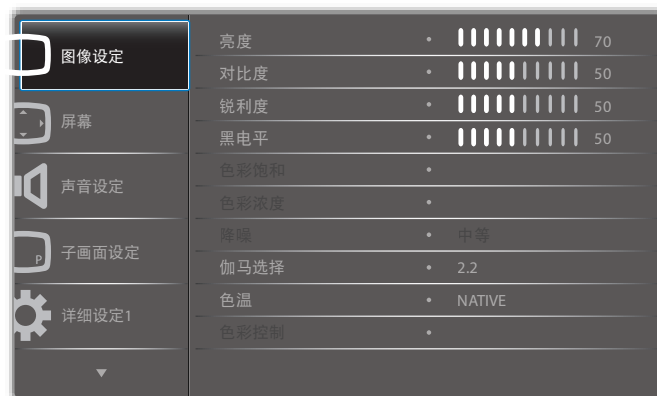 图像设定
屏幕
声音设定
子画面设定
P
详细设定1
亮度 • 70
对比度 • 50
锐利度 • 50
黑电平 • 50
色彩饱和 •
色彩浓度 •
降噪 • 中等
伽马选择 • 2.2
色温 • NATIVE
色彩控制 •